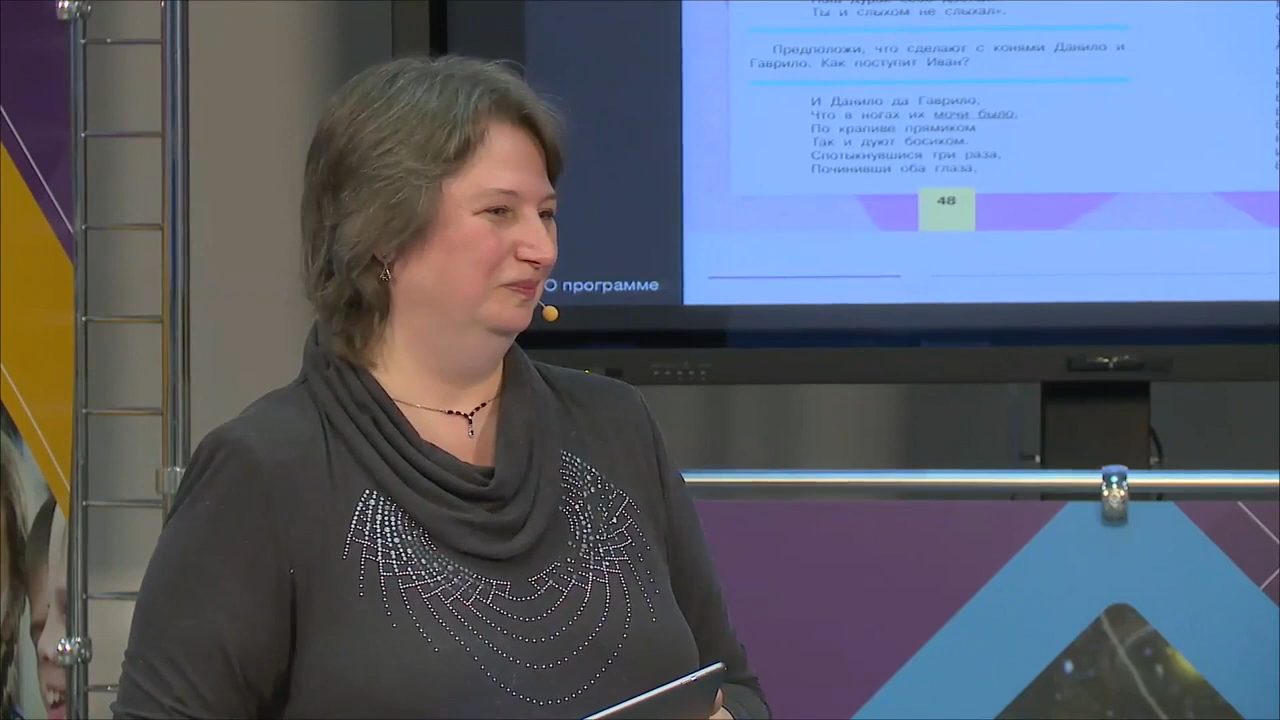 Ты и слыхом не слыхал».
Предположи, что сделают с конями Данило и
Гаврило. Как поступит Иван?
И Данило да Гаврило,
Что в ногах их мочи было,
По крапиве прямиком
Так и дуют босиком.
Спотыкнувшися три раза,
Починивши оба глаза,
48
О программе